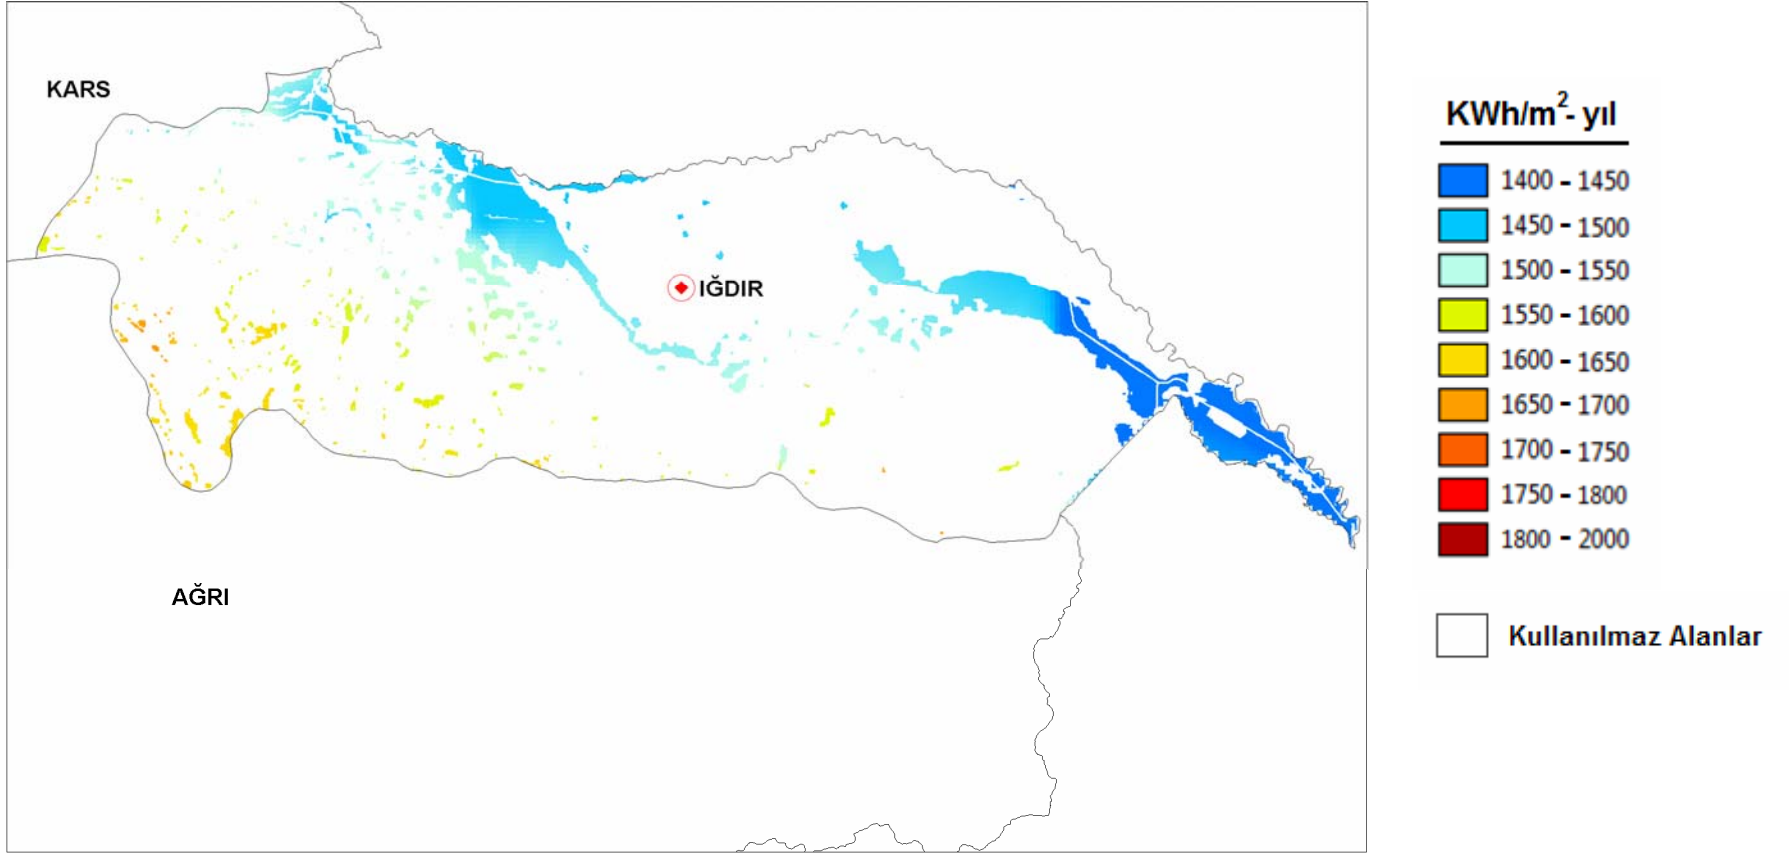 KARS
IĞDIR
AĞRI
KWh/m²- yıl
1400 - 1450
1450 - 1500
1500 - 1550
1550 - 1600
1600 - 1650
1650 - 1700
1700 - 1750
1750 - 1800
1800 - 2000
Kullanılmaz Alanlar